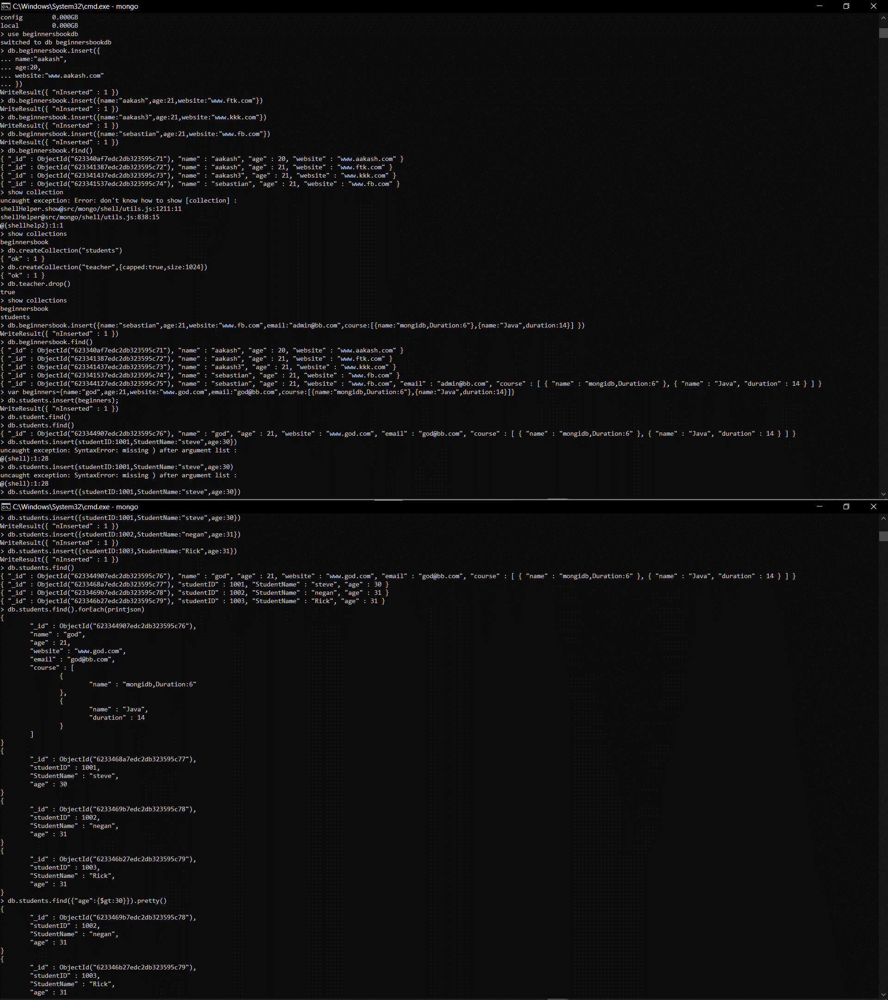 C:\Windows\System32\cmd.exe - mongo
config        0.000GB
local         0.000GB
> use beginnersbookdb
switched to db beginnersbookdb
> db.beginnersbook.insert({
... name:"aakash",
... age:20,
... website:"www.aakash.com"
... })
WriteResult({ "nInserted" : 1 })
> db.beginnersbook.insert({name:"aakash",age:21,website:"www.ftk.com"})
WriteResult({ "nInserted" : 1 })
> db.beginnersbook.insert({name:"aakash3",age:21,website:"www.kkk.com"})
WriteResult({ "nInserted" : 1 })
> db.beginnersbook.insert({name:"sebastian",age:21,website:"www.fb.com"})
WriteResult({ "nInserted" : 1 })
> db.beginnersbook.find()
{ "_id" : ObjectId("623340af7edc2db323595c71"), "name" : "aakash", "age" : 20, "website" : "www.aakash.com" }
{ "_id" : ObjectId("623341387edc2db323595c72"), "name" : "aakash", "age" : 21, "website" : "www.ftk.com" }
{ "_id" : ObjectId("623341437edc2db323595c73"), "name" : "aakash3", "age" : 21, "website" : "www.kkk.com" }
{ "_id" : ObjectId("623341537edc2db323595c74"), "name" : "sebastian", "age" : 21, "website" : "www.fb.com" }
> show collection
uncaught exception: Error: don't know how to show [collection] :
shellHelper.show@src/mongo/shell/utils.js:1211:11
shellHelper@src/mongo/shell/utils.js:838:15
@(shellhelp2):1:1
> show collections
beginnersbook
> db.createCollection("students")
{ "ok" : 1 }
> db.createCollection("teacher",{capped:true,size:1024})
{ "ok" : 1 }
> db.teacher.drop()
true
> show collections
beginnersbook
students
> db.beginnersbook.insert({name:"sebastian",age:21,website:"www.fb.com",email:"admin@bb.com",course:[{name:"mongidb,Duration:6"},{name:"Java",duration:14}] })
WriteResult({ "nInserted" : 1 })
> db.beginnersbook.find()
{ "_id" : ObjectId("623340af7edc2db323595c71"), "name" : "aakash", "age" : 20, "website" : "www.aakash.com" }
{ "_id" : ObjectId("623341387edc2db323595c72"), "name" : "aakash", "age" : 21, "website" : "www.ftk.com" }
{ "_id" : ObjectId("623341437edc2db323595c73"), "name" : "aakash3", "age" : 21, "website" : "www.kkk.com" }
{ "_id" : ObjectId("623341537edc2db323595c74"), "name" : "sebastian", "age" : 21, "website" : "www.fb.com" }
{ "_id" : ObjectId("623344127edc2db323595c75"), "name" : "sebastian", "age" : 21, "website" : "www.fb.com", "email" : "admin@bb.com", "course" : [ { "name" : "mongidb,Duration:6" }, { "name" : "Java", "duration" : 14 } ] }
> var beginners={name:"god",age:21,website:"www.god.com",email:"god@bb.com",course:[{name:"mongidb,Duration:6"},{name:"Java",duration:14}]}
> db.students.insert(beginners);
WriteResult({ "nInserted" : 1 })
> db.student.find()
> db.students.find()
{ "_id" : ObjectId("623344907edc2db323595c76"), "name" : "god", "age" : 21, "website" : "www.god.com", "email" : "god@bb.com", "course" : [ { "name" : "mongidb,Duration:6" }, { "name" : "Java", "duration" : 14 } ] }
> db.students.insert(studentID:1001,StudentName:"steve",age:30})
uncaught exception: SyntaxError: missing ) after argument list :
@(shell):1:28
> db.students.insert(studentID:1001,StudentName:"steve",age:30)
uncaught exception: SyntaxError: missing ) after argument list :
@(shell):1:28
> db.students.insert({studentID:1001,StudentName:"steve",age:30})
C:\Windows\System32\cmd.exe - mongo
> db.students.insert({studentID:1001,StudentName:"steve",age:30})
WriteResult({ "nInserted" : 1 })
> db.students.insert({studentID:1002,StudentName:"negan",age:31})
WriteResult({ "nInserted" : 1 })
> db.students.insert({studentID:1003,StudentName:"Rick",age:31})
WriteResult({ "nInserted" : 1 })
> db.students.find()
{ "_id" : ObjectId("623344907edc2db323595c76"), "name" : "god", "age" : 21, "website" : "www.god.com", "email" : "god@bb.com", "course" : [ { "name" : "mongidb,Duration:6" }, { "name" : "Java", "duration" : 14 } ] }
{ "_id" : ObjectId("6233468a7edc2db323595c77"), "studentID" : 1001, "StudentName" : "steve", "age" : 30 }
{ "_id" : ObjectId("6233469b7edc2db323595c78"), "studentID" : 1002, "StudentName" : "negan", "age" : 31 }
{ "_id" : ObjectId("623346b27edc2db323595c79"), "studentID" : 1003, "StudentName" : "Rick", "age" : 31 }
> db.students.find().forEach(printjson)
{
        "_id" : ObjectId("623344907edc2db323595c76"),
        "name" : "god",
        "age" : 21,
        "website" : "www.god.com",
        "email" : "god@bb.com",
        "course" : [
                {
                        "name" : "mongidb,Duration:6"
                },
                {
                        "name" : "Java",
                        "duration" : 14
                }
        ]
}
{
        "_id" : ObjectId("6233468a7edc2db323595c77"),
        "studentID" : 1001,
        "StudentName" : "steve",
        "age" : 30
}
{
        "_id" : ObjectId("6233469b7edc2db323595c78"),
        "studentID" : 1002,
        "StudentName" : "negan",
        "age" : 31
}
{
        "_id" : ObjectId("623346b27edc2db323595c79"),
        "studentID" : 1003,
        "StudentName" : "Rick",
        "age" : 31
}
> db.students.find({"age":{$gt:30}}).pretty()
{
        "_id" : ObjectId("6233469b7edc2db323595c78"),
        "studentID" : 1002,
        "StudentName" : "negan",
        "age" : 31
}
{
        "_id" : ObjectId("623346b27edc2db323595c79"),
        "studentID" : 1003,
        "StudentName" : "Rick",
        "age" : 31